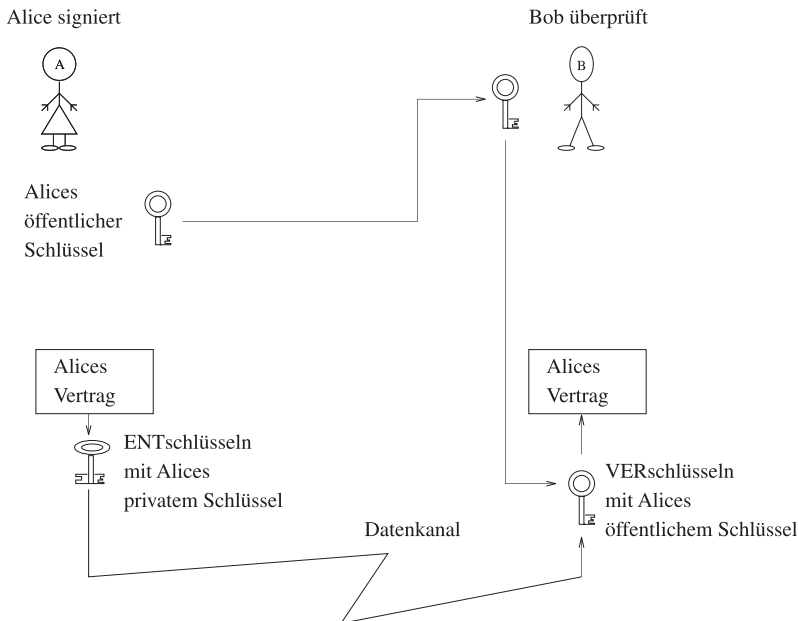 Alice signiert
Bob überprüft
A
B
Alices
öffentlicher
Schlüssel
Alices
Vertrag
Alices
Vertrag
ENTschlüsseln
mit Alices
privatem Schlüssel
VERschlüsseln
mit Alices
öffentlichem Schlüssel
Datenkanal